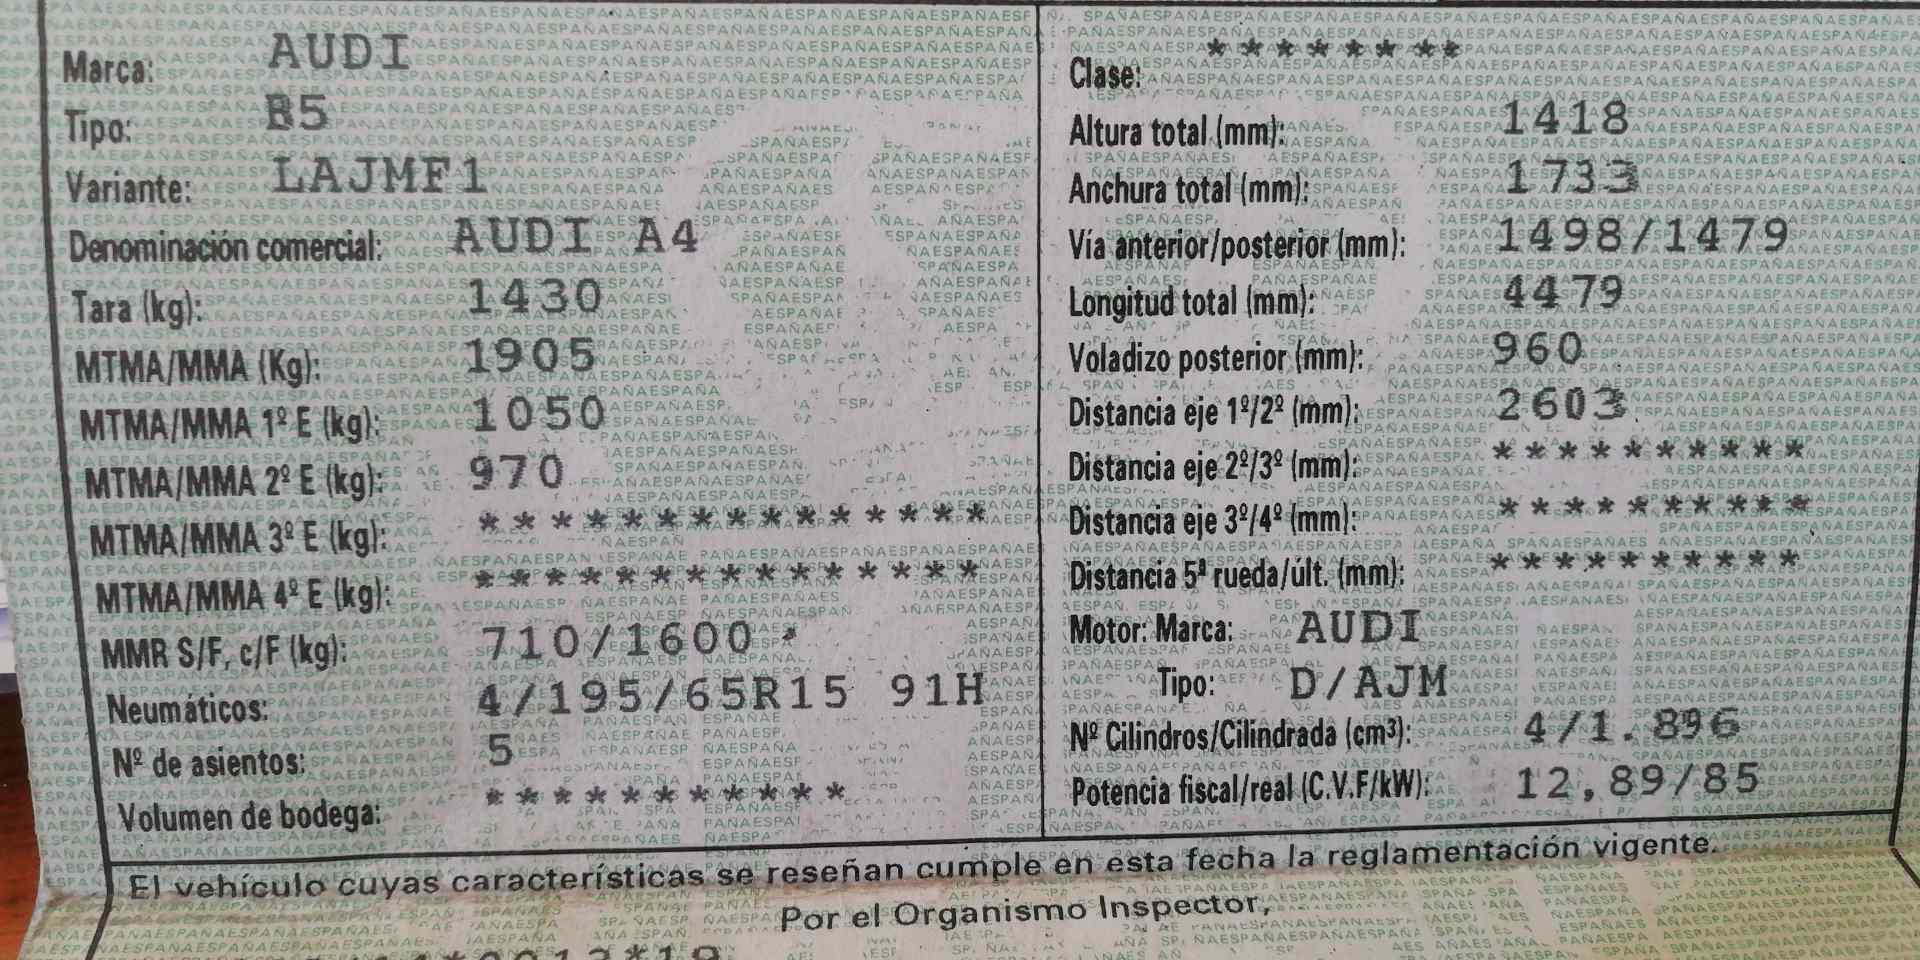 Marca: AUDI
Tipo: B5
Variante: LAJMF1
Denominación comercial: AUDI A4
Tara (kg): 1430
MTMA/MMA (Kg): 1905
MTMA/MMA 1º E (kg): 1050
MTMA/MMA 2º E (kg): 970
MTMA/MMA 3º E (kg): ***************
MTMA/MMA 4º E (kg): ***************
MMR S/F, c/F (kg): 710/1600 *
Neumáticos: 4/195/65R15 91H
Nº de asientos: 5
Volumen de bodega: ***********
Clase: ********
Altura total (mm): 1418
Anchura total (mm): 1733
Vía anterior/posterior (mm): 1498/1479
Longitud total (mm): 4479
Voladizo posterior (mm): 960
Distancia eje 1º/2º (mm): 2603
Distancia eje 2º/3º (mm): **********
Distancia eje 3º/4º (mm): **********
Distancia 5ª rueda/últ. (mm): **********
Motor: Marca: AUDI
Tipo: D/AJM
Nº Cilindros/Cilindrada (cm³): 4/1.896
Potencia fiscal/real (C.V.F/kW): 12,89/85
El vehículo cuyas características se reseñan cumple en esta fecha la reglamentación vigente.
Por el Organismo Inspector,